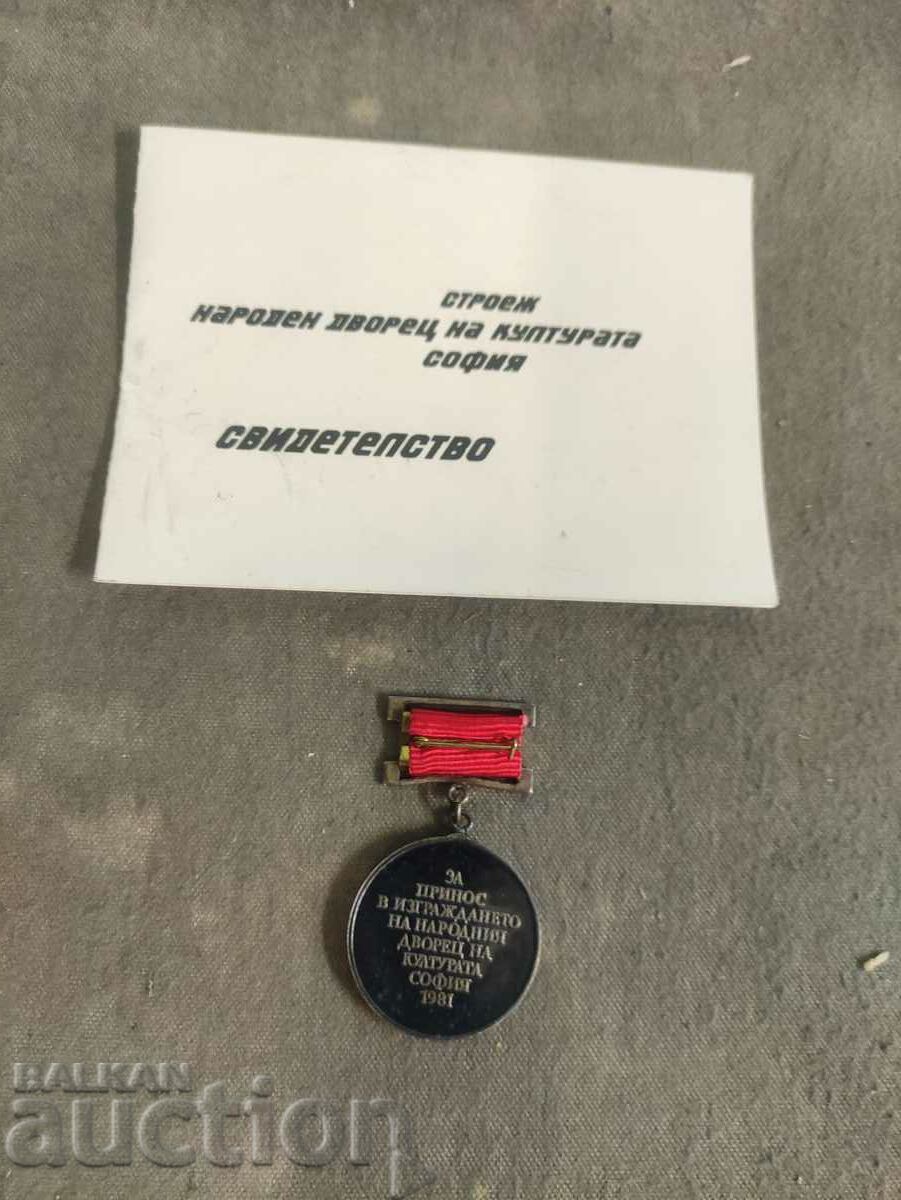 СТРОЕЖ
НАРОДЕН ДВОРЕЦ НА КУЛТУРАТА
СОФИЯ
СВИДЕТЕЛСТВО
ЗА
ПРИНОС
В ИЗГРАЖДАНЕТО
НА НАРОДНИЯ
ДВОРЕЦ НА
КУЛТУРАТА
СОФИЯ
1981
BALKAN
auction